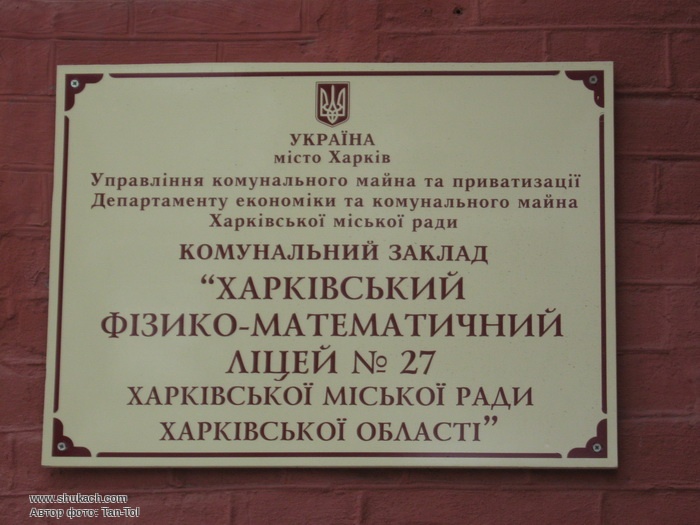 УКРАЇНА
місто Харків
Управління комунального майна та приватизації
Департаменту економіки та комунального майна
Харківської міської ради
КОМУНАЛЬНИЙ ЗАКЛАД
“ХАРКІВСЬКИЙ
ФІЗИКО-МАТЕМАТИЧНИЙ
ЛІЦЕЙ № 27
ХАРКІВСЬКОЇ МІСЬКОЇ РАДИ
ХАРКІВСЬКОЇ ОБЛАСТІ”
www.shukach.com
Автор фото: Tan-Tol